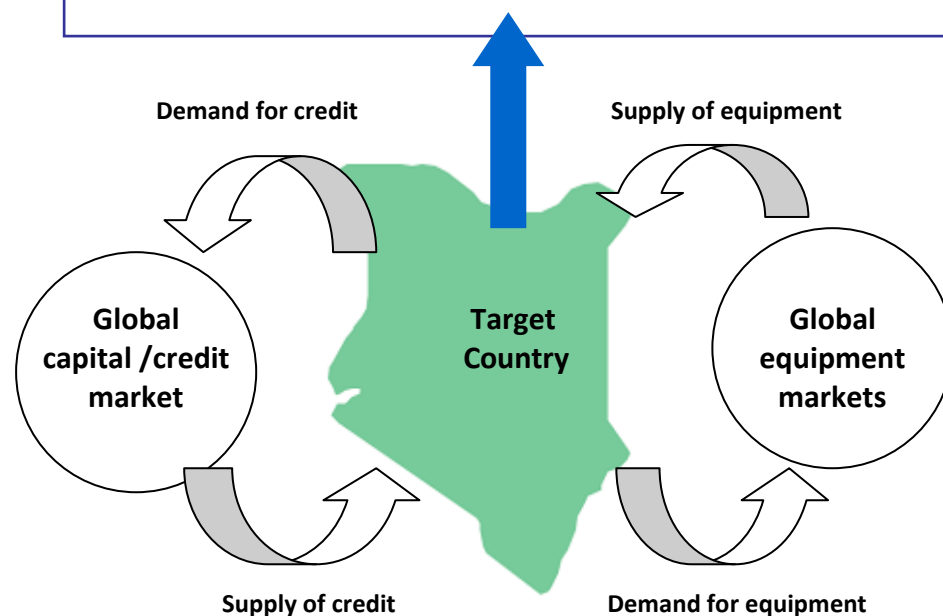 Demand for credit
Supply of equipment
Global
capital /credit
market
Target
Country
Global
equipment
markets
Supply of credit
Demand for equipment